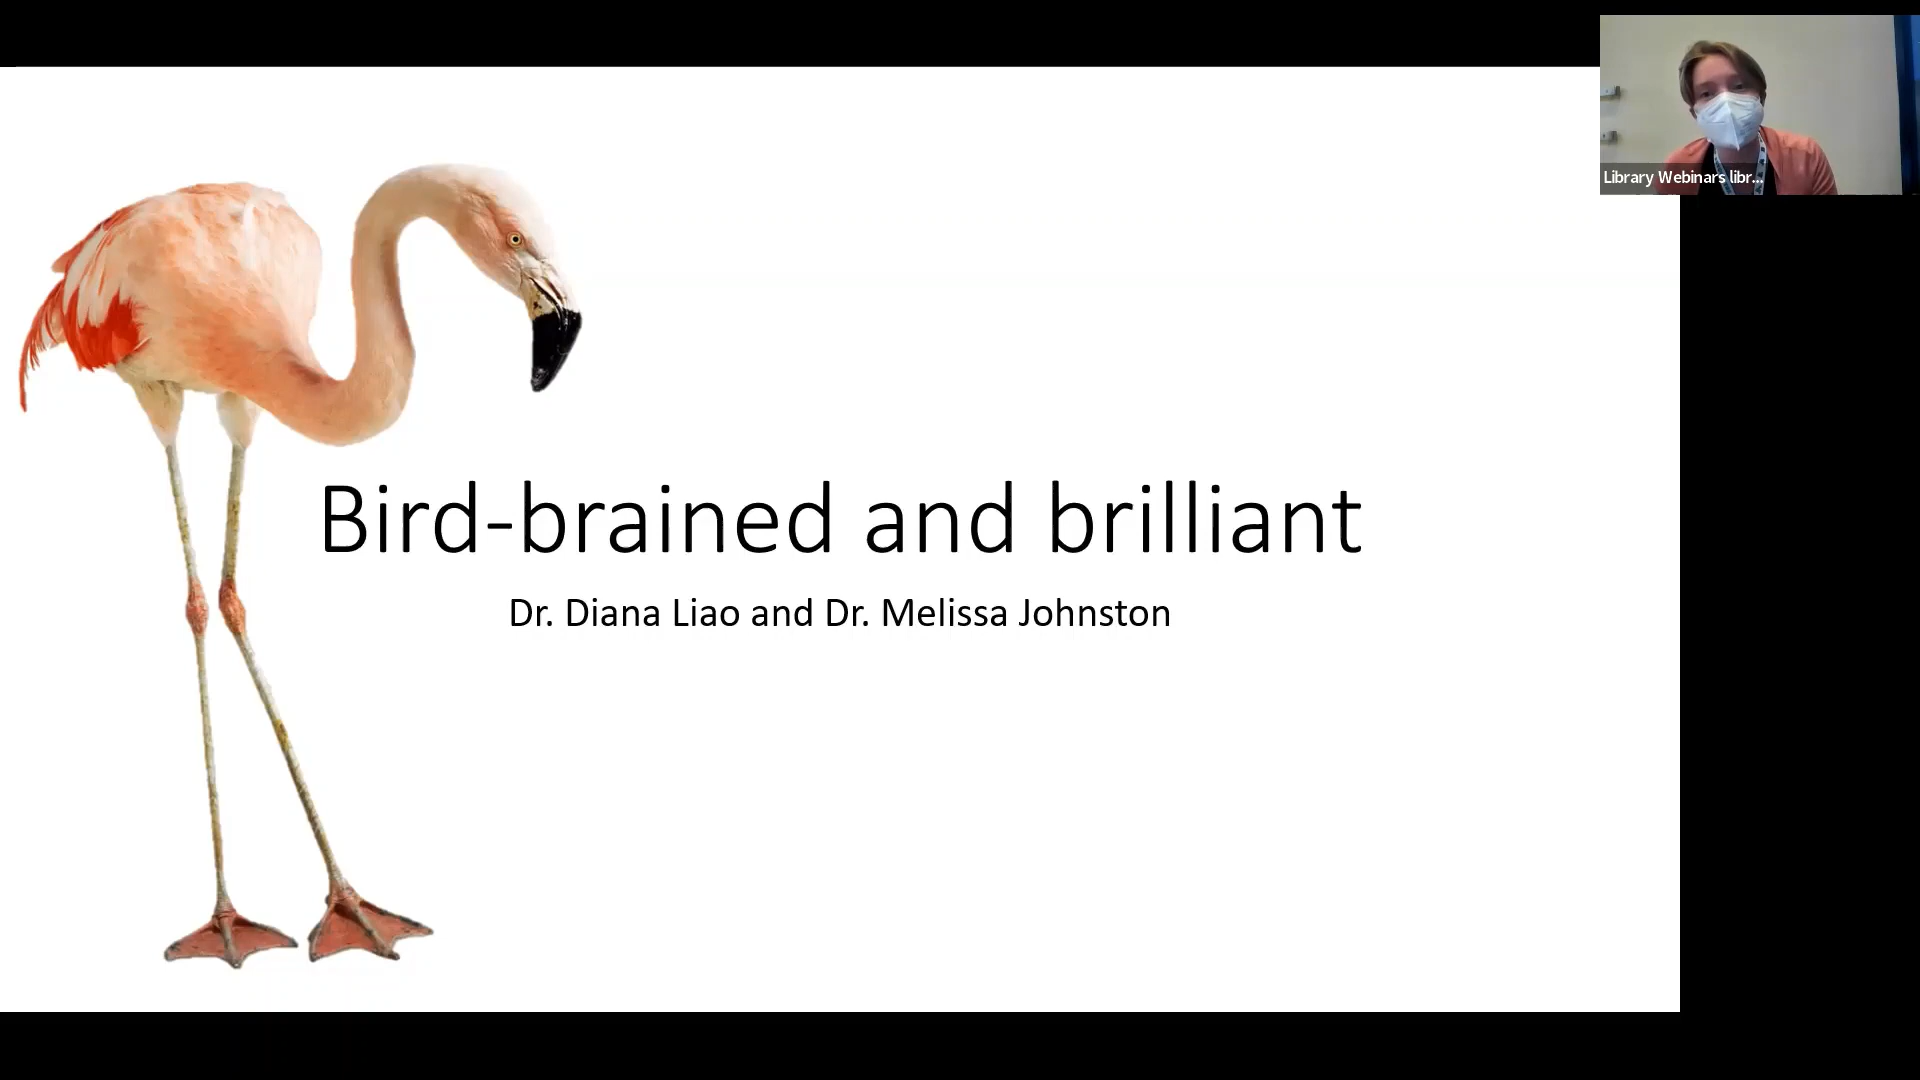 Library Webinars libr...
Bird-brained and brilliant
Dr. Diana Liao and Dr. Melissa Johnston